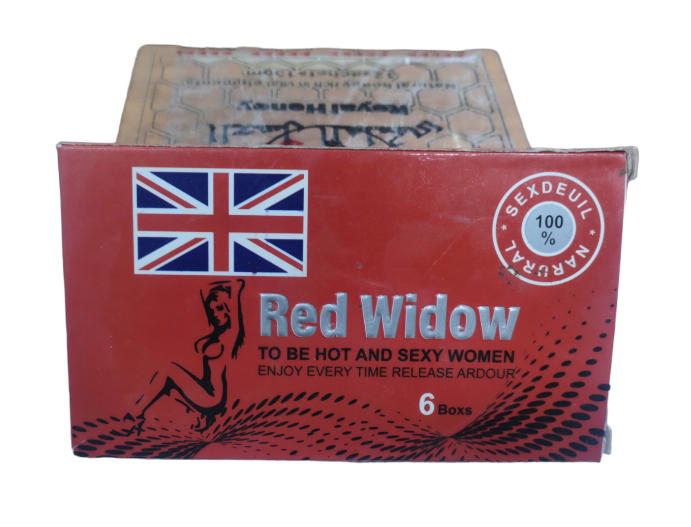 Royal Honey
SEXDEUIL
100
%
NARURAL
Red Widow
TO BE HOT AND SEXY WOMEN
ENJOY EVERY TIME RELEASE ARDOUR
6 Boxs